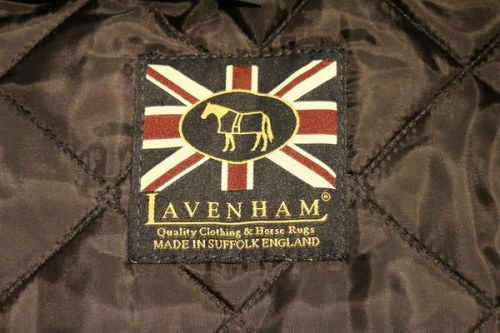 LAVENHAM®
Quality Clothing & Horse Rugs
MADE IN SUFFOLK ENGLAND